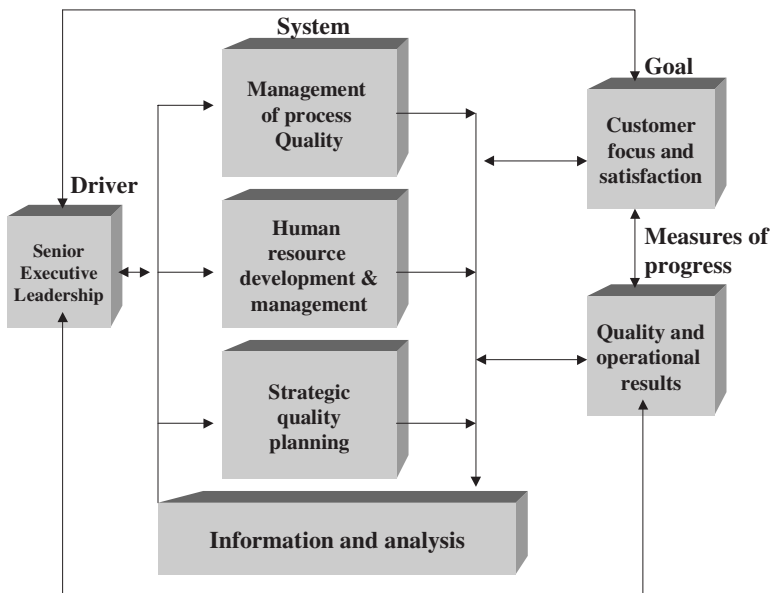 System
Management
of process
Quality
Goal
Customer
focus and
satisfaction
Driver
Senior
Executive
Leadership
Human
resource
development &
management
Measures of
progress
Quality and
operational
results
Strategic
quality
planning
Information and analysis